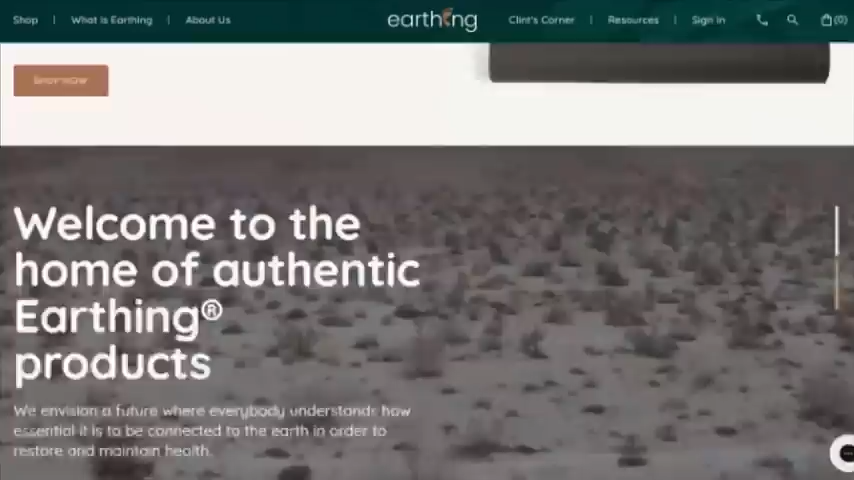 Shop | What is Earthing | About Us
earthing
Clint's Corner | Resources | Sign in
(0)
SHOP NOW
Welcome to the
home of authentic
Earthing®
products
We envision a future where everybody understands how
essential it is to be connected to the earth in order to
restore and maintain health.